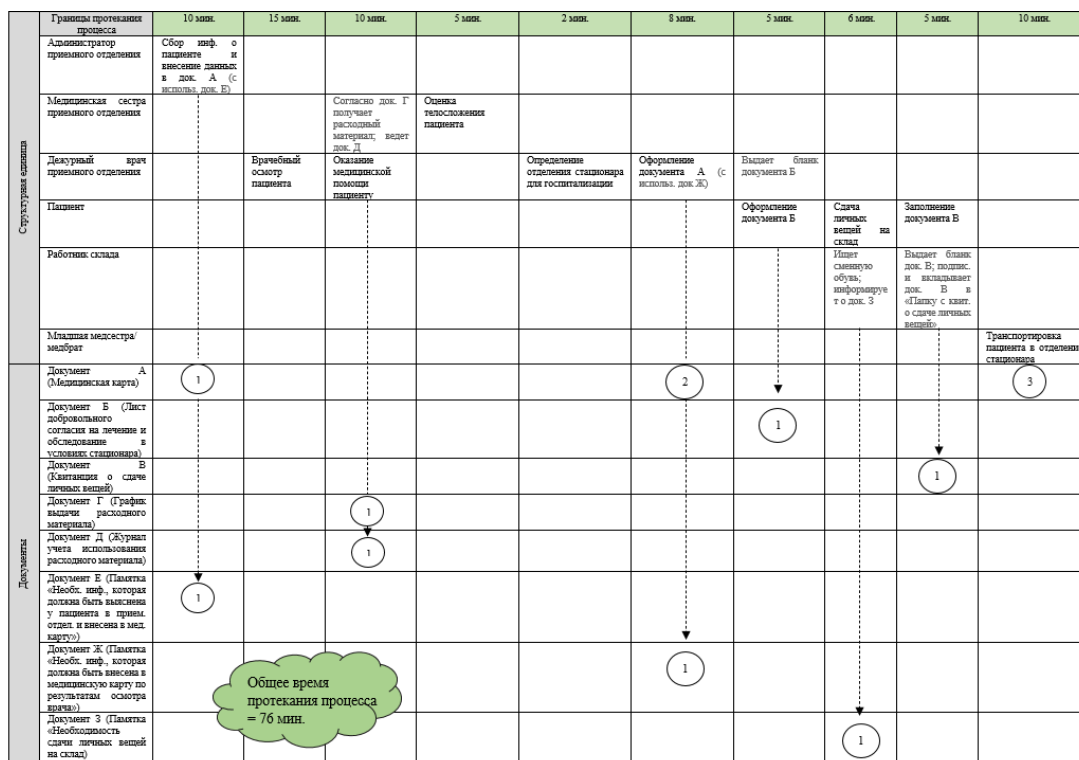 Границы протекания
процесса
10 мин.
15 мин.
10 мин.
5 мин.
2 мин.
8 мин.
5 мин.
6 мин.
5 мин.
10 мин.
Структурная единица
Администратор
приемного отделения
Сбор инф. о
пациенте и
внесение данных
в док. А (с
использ. док. Е)
Медицинская сестра
приемного отделения
Согласно док. Г
получает
расходный
материал; ведет
док. Д
Оценка
телосложения
пациента
Дежурный врач
приемного отделения
Врачебный
осмотр
пациента
Оказание
медицинской
помощи
пациенту
Определение
отделения стационара
для госпитализации
Оформление
документа А (с
использ. док Ж)
Выдает бланк
документа Б
Пациент
Оформление
документа Б
Сдача
личных
вещей на
склад
Заполнение
документа В
Работник склада
Ищет
сменную
обувь;
информируе
т о док. З
Выдает бланк
док. В; подпис.
и вкладывает
док. В в
«Папку с квит.
о сдаче личных
вещей»
Младшая медсестра/
медбрат
Транспортировка
пациента в отделени
стационара
Документы
Документ А
(Медицинская карта)
1
2
3
Документ Б (Лист
добровольного
согласия на лечение и
обследование в
условиях стационара)
1
Документ В
(Квитанция о сдаче
личных вещей)
1
Документ Г (График
выдачи расходного
материала)
1
Документ Д (Журнал
учета использования
расходного материала)
1
Документ Е (Памятка
«Необх. инф., которая
должна быть выяснена
у пациента в прием.
отдел. и внесена в мед.
карту»)
1
Документ Ж (Памятка
«Необх. инф., которая
должна быть внесена в
медицинскую карту по
результатам осмотра
врача»)
1
Общее время
протекания процесса
= 76 мин.
Документ З (Памятка
«Необходимость
сдачи личных вещей
на склад)
1